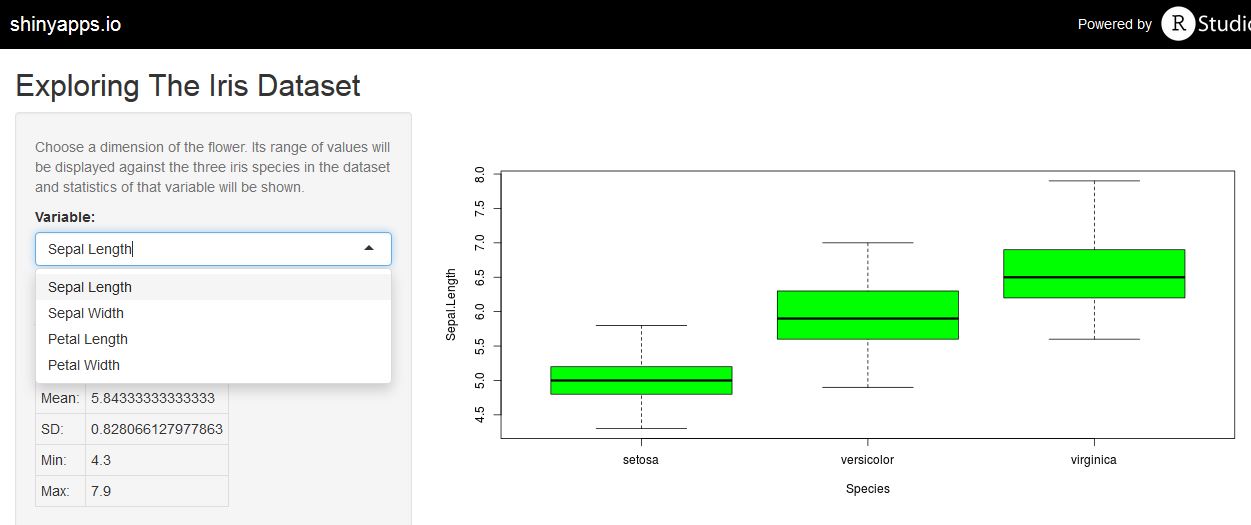 shinyapps.io
Powered by R Studio
Exploring The Iris Dataset
Choose a dimension of the flower. Its range of values will
be displayed against the three iris species in the dataset
and statistics of that variable will be shown.
Variable:
Sepal Length
Sepal Length
Sepal Width
Petal Length
Petal Width
Mean: 5.84333333333333
SD: 0.828066127977863
Min: 4.3
Max: 7.9
Sepal.Length
8.0
7.5
7.0
6.5
6.0
5.5
5.0
4.5
setosa versicolor virginica
Species